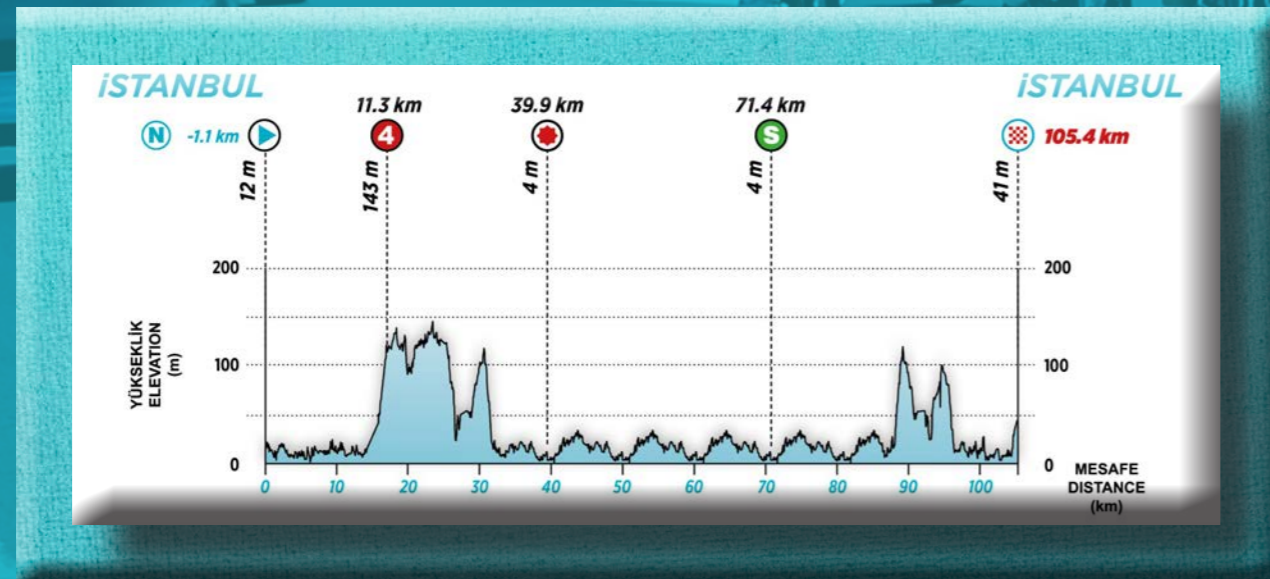 iSTANBUL
iSTANBUL
11.3 km
39.9 km
71.4 km
N
-1.1 km
4
S
105.4 km
12 m
143 m
4 m
4 m
41 m
200
200
YÜKSEKLİK
ELEVATION
(m)
100
100
0
0
0 10 20 30 40 50 60 70 80 90 100
MESAFE
DISTANCE
(km)